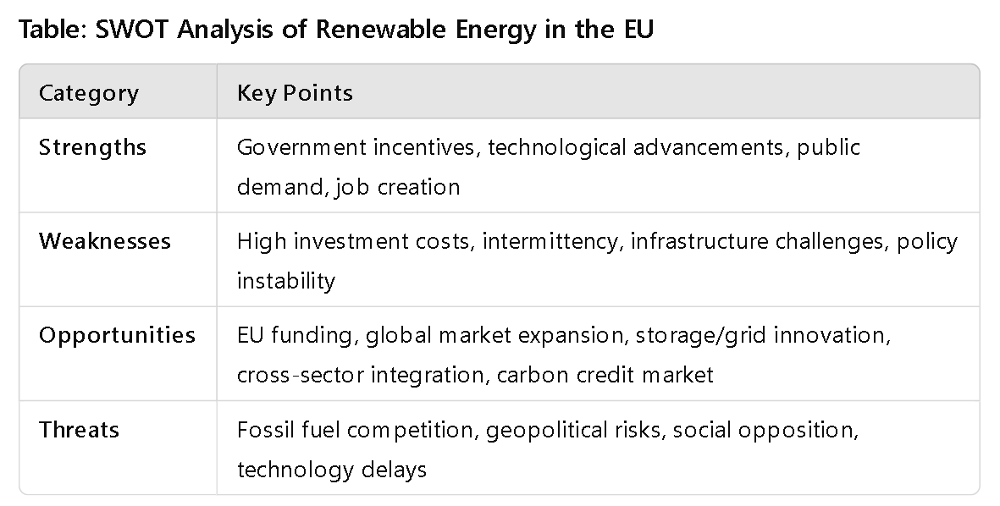 Table: SWOT Analysis of Renewable Energy in the EU
Category Key Points
Strengths Government incentives, technological advancements, public
demand, job creation
Weaknesses High investment costs, intermittency, infrastructure challenges, policy
instability
Opportunities EU funding, global market expansion, storage/grid innovation,
cross-sector integration, carbon credit market
Threats Fossil fuel competition, geopolitical risks, social opposition,
technology delays